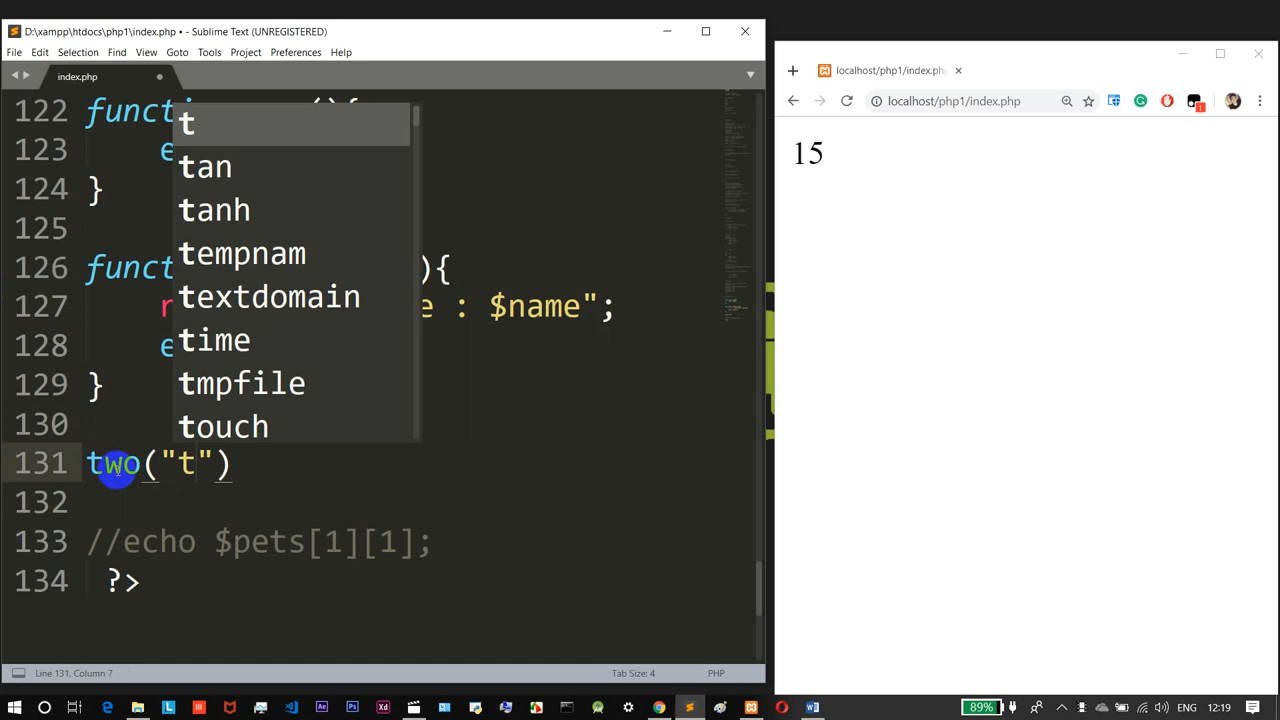 D:\xampp\htdocs\php1\index.php • - Sublime Text (UNREGISTERED)
File Edit Selection Find View Goto Tools Project Preferences Help
index.php
122 funct (){
123 e
124 }
125
126 funct ){
127 r e : $name";
128 e
129 }
130
131 two("t")
132
133 //echo $pets[1][1];
134 ?>
t
tan
tanh
tempnam
textdomain
time
tmpfile
touch
Line 131, Column 7
Tab Size: 4
PHP
localhost/php1/index.ph
localhost/php1/index.php
1
15
89%
ENG
12:19